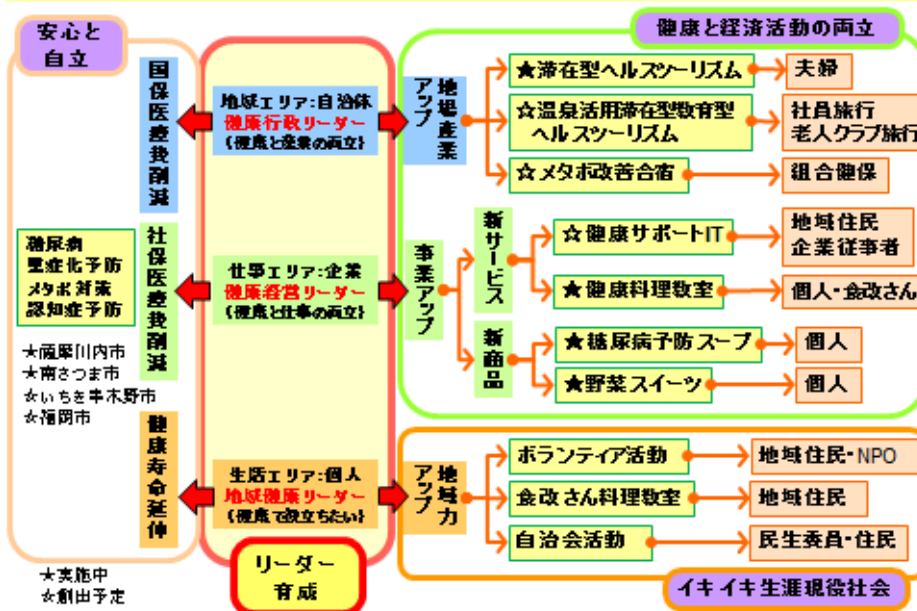 安心と
自立
国保医療費削減
社保医療費削減
健康寿命延伸
糖尿病
重症化予防
メタボ対策
認知症予防
★薩摩川内市
★南さつま市
☆いちき串木野市
☆福岡市
★実施中
☆創出予定
地域エリア:自治体
健康行政リーダー
(健康と産業の両立)
仕事エリア:企業
健康経営リーダー
(健康と仕事の両立)
生活エリア:個人
地域健康リーダー
(健康で役立ちたい)
リーダー
育成
健康と経済活動の両立
地場産業
アップ
★滞在型ヘルスツーリズム
夫婦
☆温泉活用滞在型教育型
ヘルスツーリズム
社員旅行
老人クラブ旅行
☆メタボ改善合宿
組合健保
事業アップ
新サービス
☆健康サポートIT
地域住民
企業従事者
★健康料理教室
個人・食改さん
新商品
★糖尿病予防スープ
個人
★野菜スイーツ
個人
地域力
アップ
ボランティア活動
地域住民・NPO
食改さん料理教室
地域住民
自治会活動
民生委員・住民
イキイキ生涯現役社会